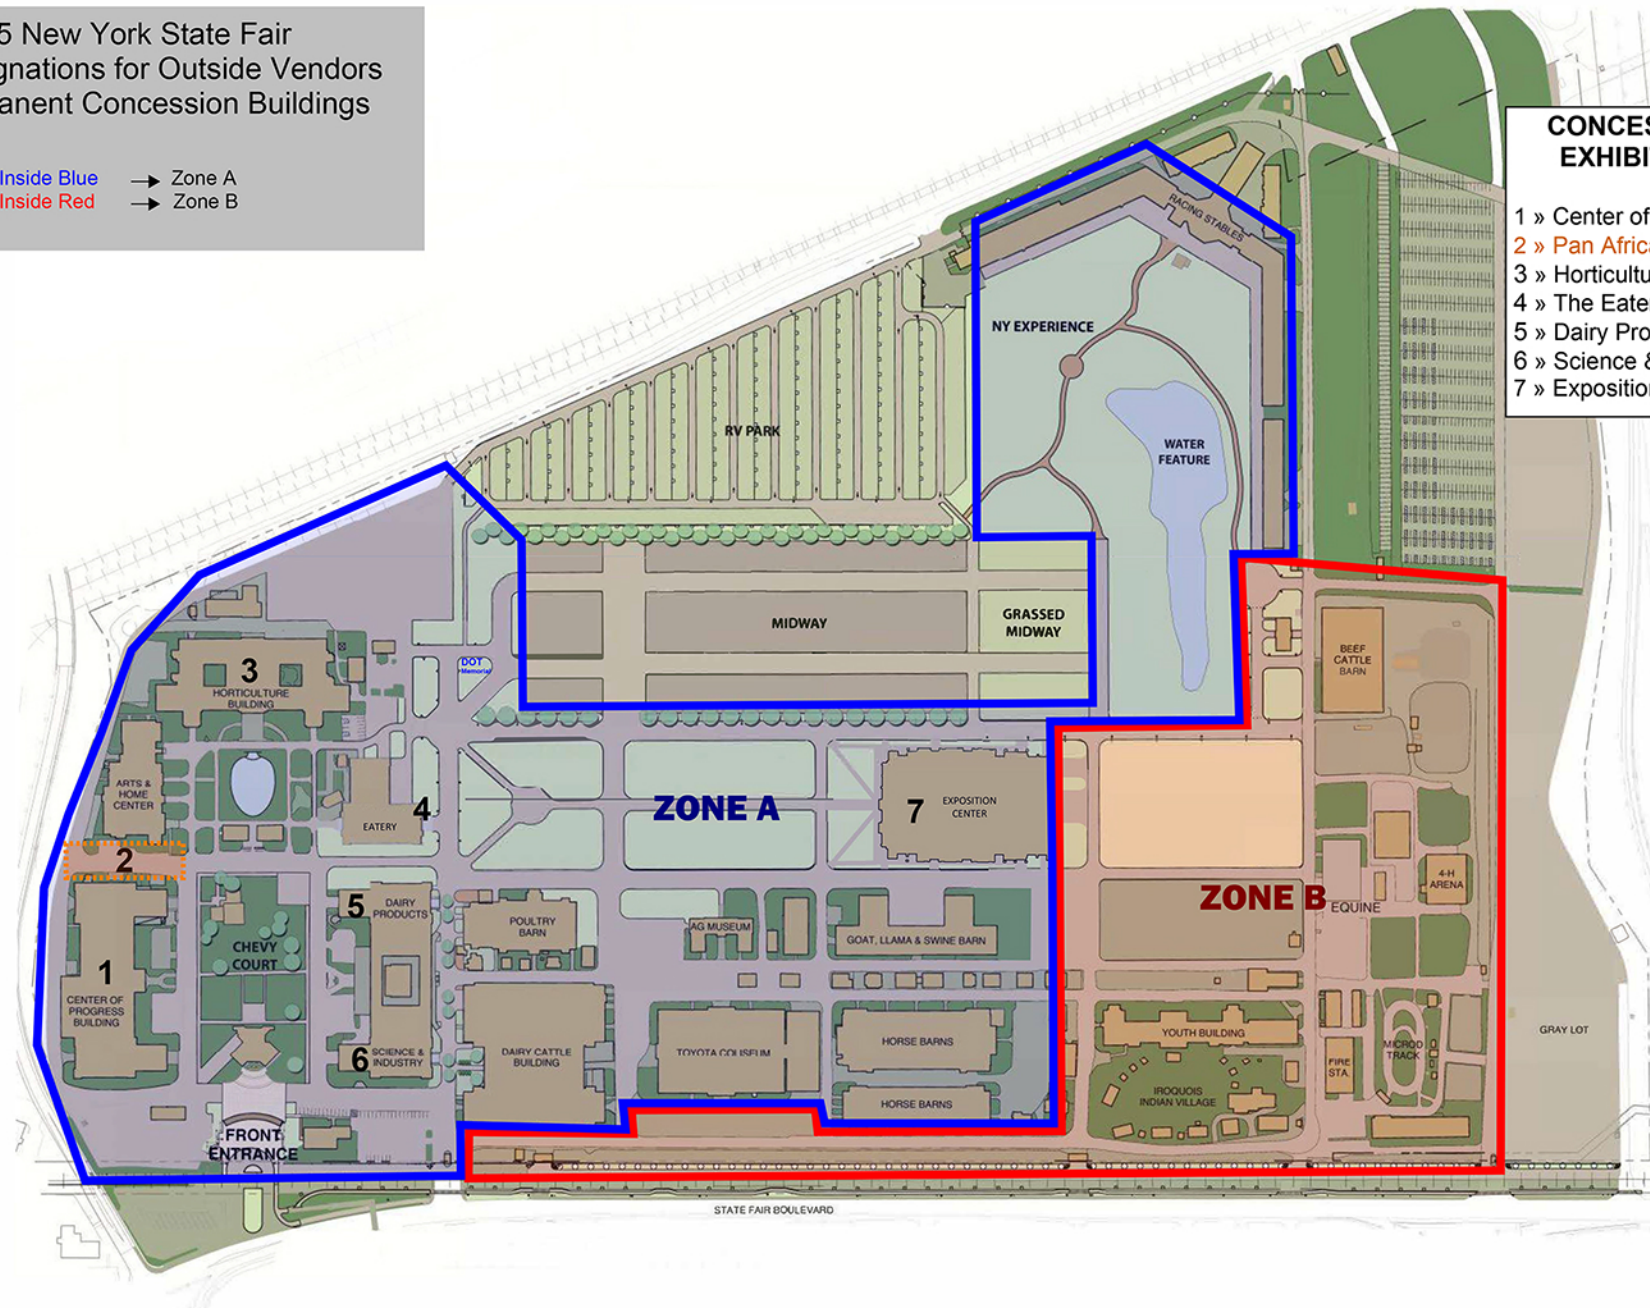 5 New York State Fair
gnations for Outside Vendors
anent Concession Buildings
Inside Blue → Zone A
Inside Red → Zone B
CONCES
EXHIBI
1 » Center of
2 » Pan Afric
3 » Horticultu
4 » The Eate
5 » Dairy Pro
6 » Science &
7 » Exposition
RACING STABLES
NY EXPERIENCE
WATER
FEATURE
RV PARK
MIDWAY
GRASSED
MIDWAY
DOT
Memorial
3
HORTICULTURE
BUILDING
BEEF
CATTLE
BARN
ARTS &
HOME
CENTER
4
EATERY
ZONE A
7
EXPOSITION
CENTER
2
5
DAIRY
PRODUCTS
POULTRY
BARN
AG MUSEUM
GOAT, LLAMA & SWINE BARN
ZONE B
EQUINE
4-H
ARENA
CHEVY
COURT
1
CENTER OF
PROGRESS
BUILDING
6
SCIENCE &
INDUSTRY
DAIRY CATTLE
BUILDING
TOYOTA COLISEUM
HORSE BARNS
HORSE BARNS
YOUTH BUILDING
IROQUOIS
INDIAN VILLAGE
FIRE
STA.
MICROD
TRACK
GRAY LOT
FRONT
ENTRANCE
STATE FAIR BOULEVARD